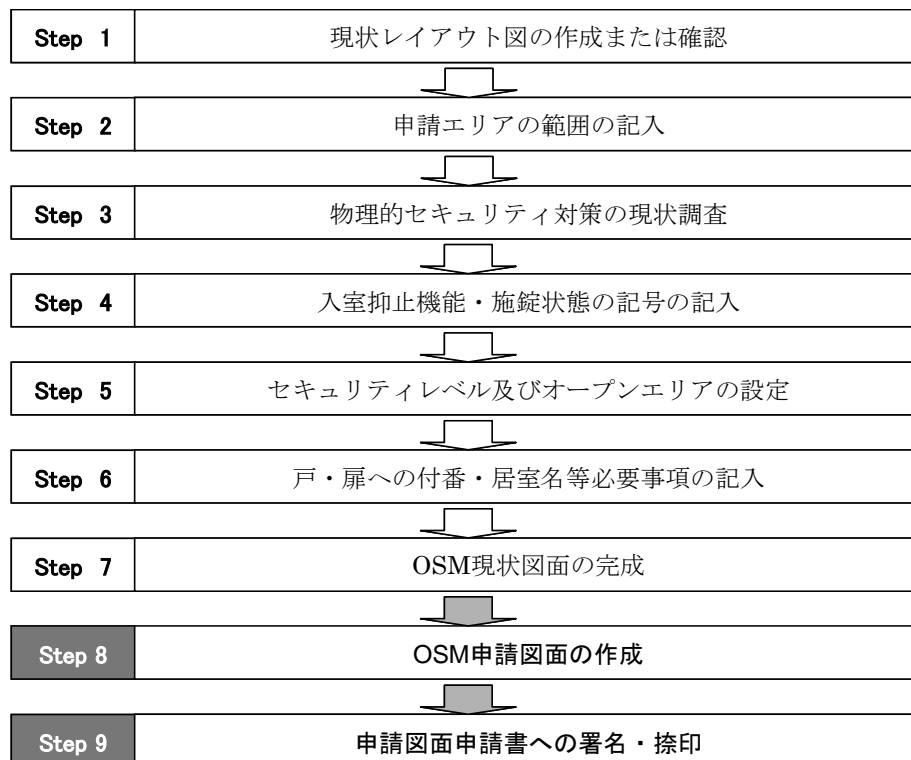 Step 1 現状レイアウト図の作成または確認
Step 2 申請エリアの範囲の記入
Step 3 物理的セキュリティ対策の現状調査
Step 4 入室抑止機能・施錠状態の記号の記入
Step 5 セキュリティレベル及びオープンエリアの設定
Step 6 戸・扉への付番・居室名等必要事項の記入
Step 7 OSM現状図面の完成
Step 8 OSM申請図面の作成
Step 9 申請図面申請書への署名・捺印